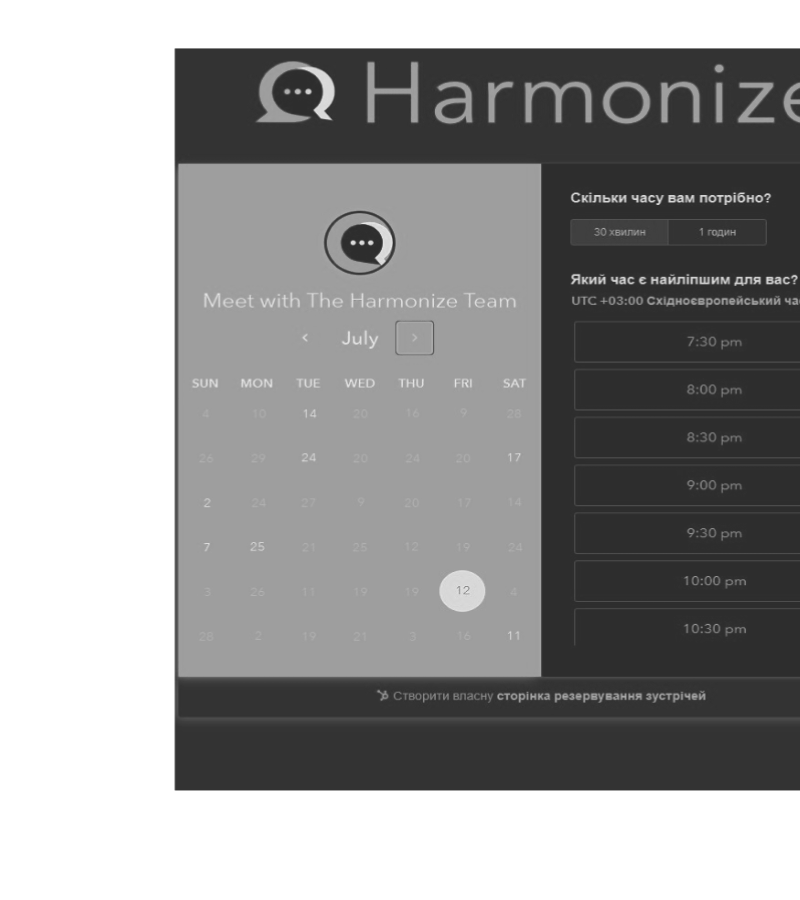 Harmonize
Meet with The Harmonize Team
July
SUN MON TUE WED THU FRI SAT
4 10 14 20 16 9 28
26 29 24 20 24 20 17
2 24 27 9 20 17 14
7 25 21 25 12 19 24
3 26 11 19 19 12 4
28 2 19 21 3 16 11
Скільки часу вам потрібно?
30 хвилин 1 годин
Який час є найліпшим для вас?
UTC +03:00 Східноєвропейський
7:30 pm
8:00 pm
8:30 pm
9:00 pm
9:30 pm
10:00 pm
10:30 pm
Створити власну сторінка резервування зустрічей